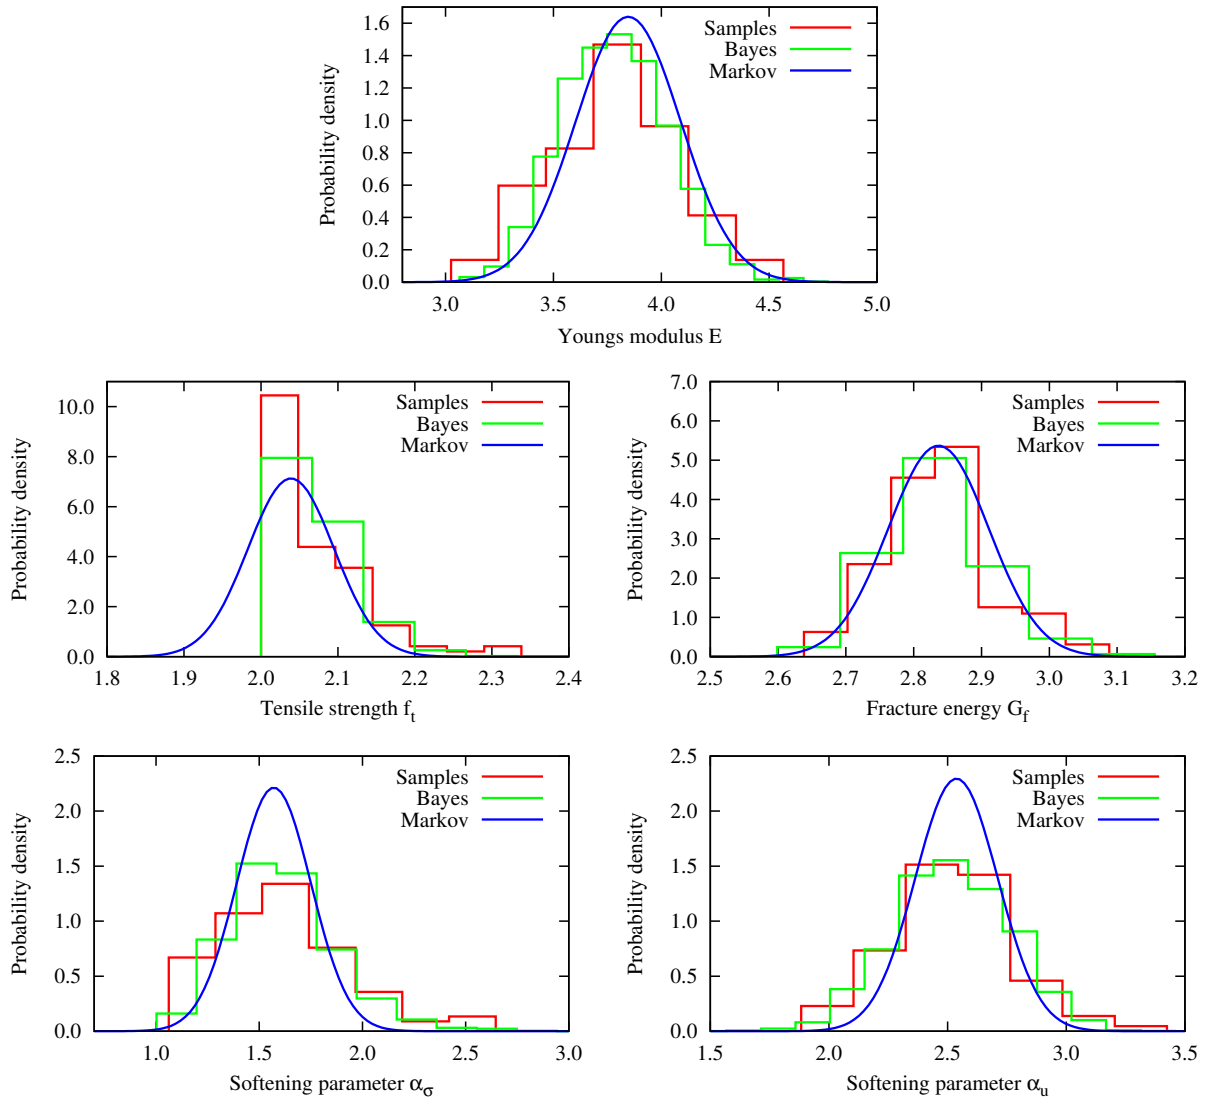 Probability density
1.6
1.4
1.2
1.0
0.8
0.6
0.4
0.2
0.0
Samples
Bayes
Markov
3.0 3.5 4.0 4.5 5.0
Youngs modulus E
Probability density
10.0
8.0
6.0
4.0
2.0
0.0
Samples
Bayes
Markov
1.8 1.9 2.0 2.1 2.2 2.3 2.4
Tensile strength f_t
Probability density
7.0
6.0
5.0
4.0
3.0
2.0
1.0
0.0
Samples
Bayes
Markov
2.5 2.6 2.7 2.8 2.9 3.0 3.1 3.2
Fracture energy G_f
Probability density
2.5
2.0
1.5
1.0
0.5
0.0
Samples
Bayes
Markov
1.0 1.5 2.0 2.5 3.0
Softening parameter α_σ
Probability density
2.5
2.0
1.5
1.0
0.5
0.0
Samples
Bayes
Markov
1.5 2.0 2.5 3.0 3.5
Softening parameter α_u